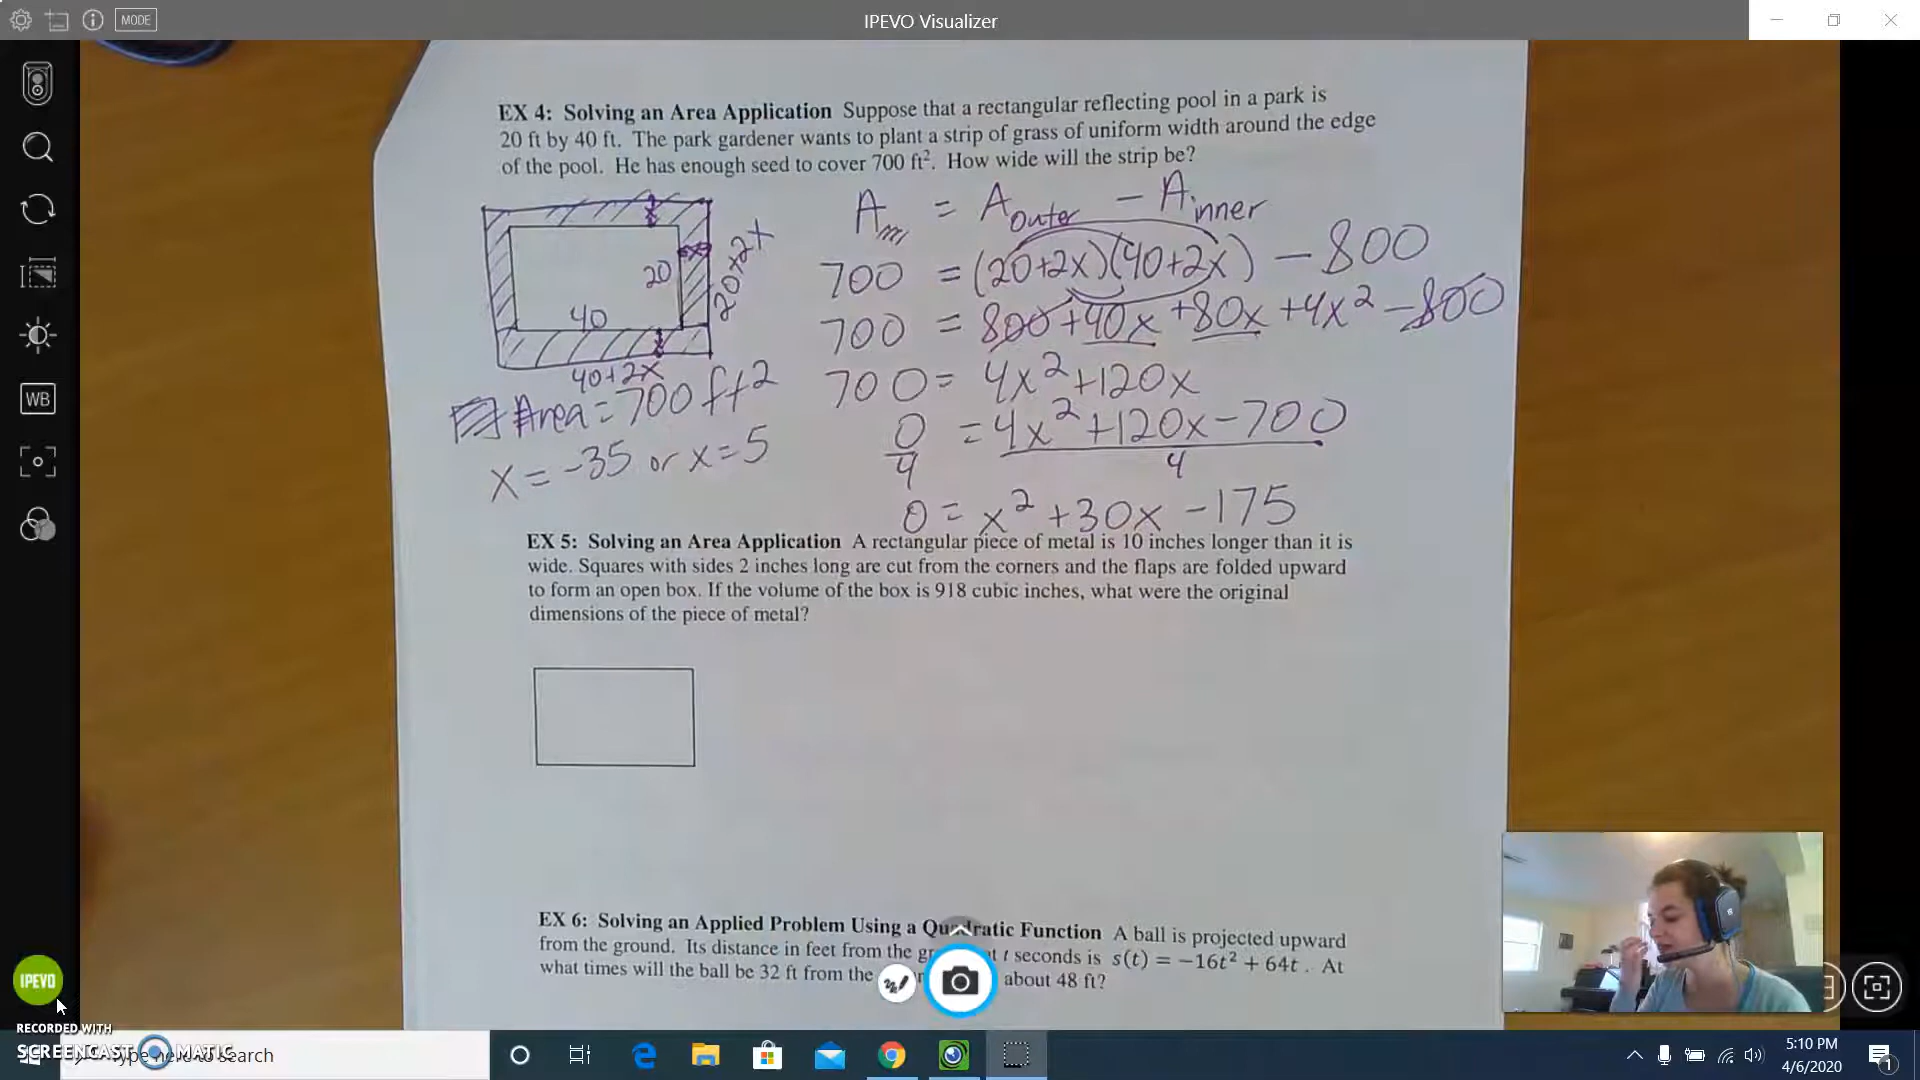 MODE
IPEVO Visualizer
EX 4: Solving an Area Application Suppose that a rectangular reflecting pool in a park is
20 ft by 40 ft. The park gardener wants to plant a strip of grass of uniform width around the edge
of the pool. He has enough seed to cover 700 ft². How wide will the strip be?
A = A outer - A inner
700 = (20+2x)(40+2x) - 800
700 = 800 + 40x + 80x + 4x² - 800
700 = 4x² + 120x
0 = 4x² + 120x - 700
4 4
0 = x² + 30x - 175
x
x
x
20
20+2x
40
40+2x
Area = 700 ft²
x = -35 or x = 5
EX 5: Solving an Area Application A rectangular piece of metal is 10 inches longer than it is
wide. Squares with sides 2 inches long are cut from the corners and the flaps are folded upward
to form an open box. If the volume of the box is 918 cubic inches, what were the original
dimensions of the piece of metal?
EX 6: Solving an Applied Problem Using a Quadratic Function A ball is projected upward
from the ground. Its distance in feet from the t seconds is s(t) = −16t² + 64t. At
what times will the ball be 32 ft from the about 48 ft?
WB
IPEVO
RECORDED WITH
SCREENCAST MATIC
Type here to search
5:10 PM
4/6/2020
1